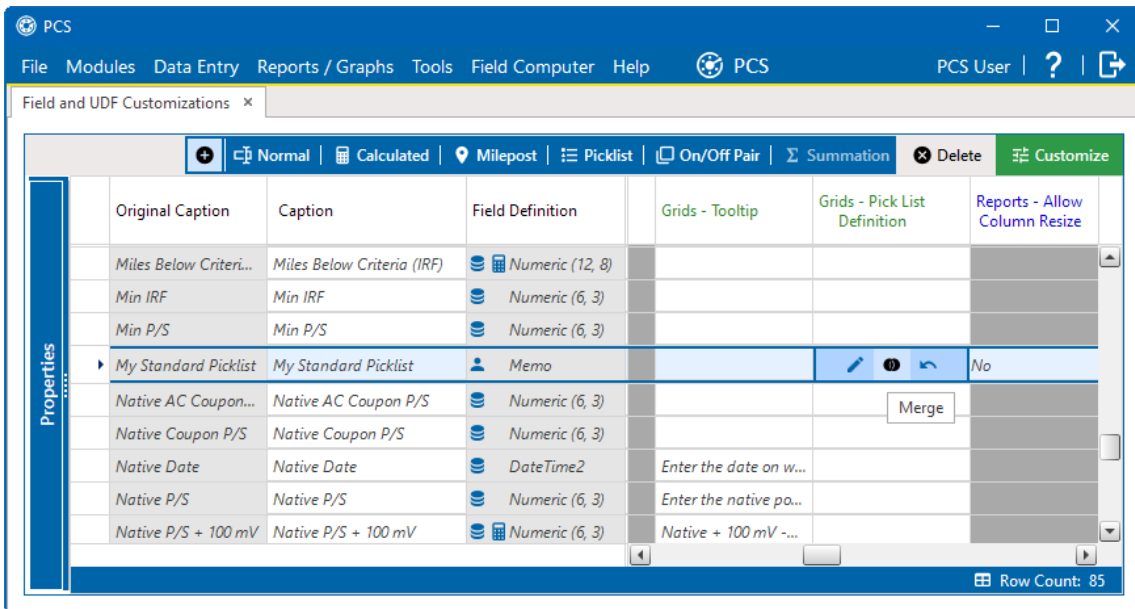 PCS
File Modules Data Entry Reports / Graphs Tools Field Computer Help PCS PCS User | ? |
Field and UDF Customizations ×
Normal | Calculated | Milepost | Picklist | On/Off Pair | Σ Summation Delete Customize
Properties
Original Caption Caption Field Definition Grids - Tooltip Grids - Pick List Definition Reports - Allow Column Resize
Miles Below Criteri... Miles Below Criteria (IRF) Numeric (12, 8)
Min IRF Min IRF Numeric (6, 3)
Min P/S Min P/S Numeric (6, 3)
My Standard Picklist My Standard Picklist Memo No
Native AC Coupon... Native AC Coupon P/S Numeric (6, 3)
Merge
Native Coupon P/S Native Coupon P/S Numeric (6, 3)
Native Date Native Date DateTime2 Enter the date on w...
Native P/S Native P/S Numeric (6, 3) Enter the native po...
Native P/S + 100 mV Native P/S + 100 mV Numeric (6, 3) Native + 100 mV -...
Row Count: 85